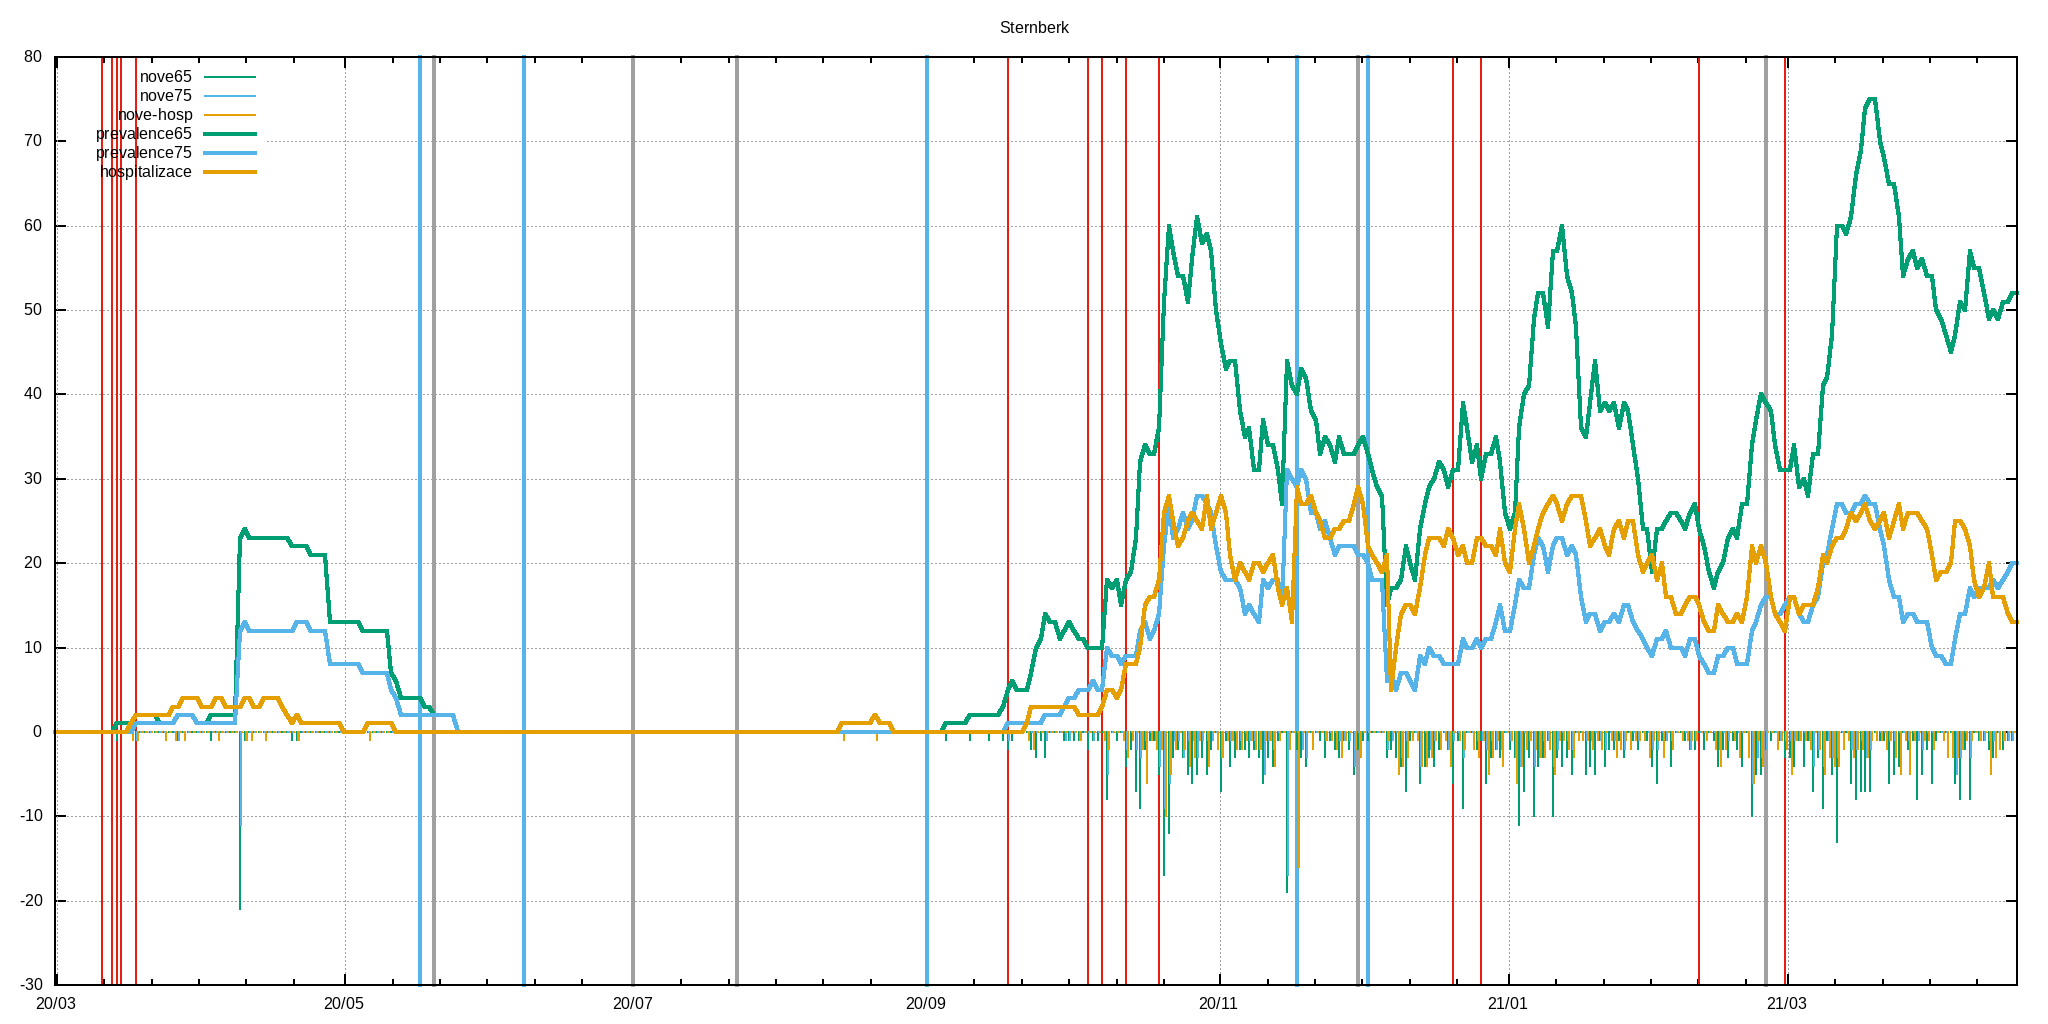 Sternberk
80
70
60
50
40
30
20
10
0
-10
-20
-30
nove65
nove75
nove-hosp
prevalence65
prevalence75
hospitalizace
20/03 20/05 20/07 20/09 20/11 21/01 21/03